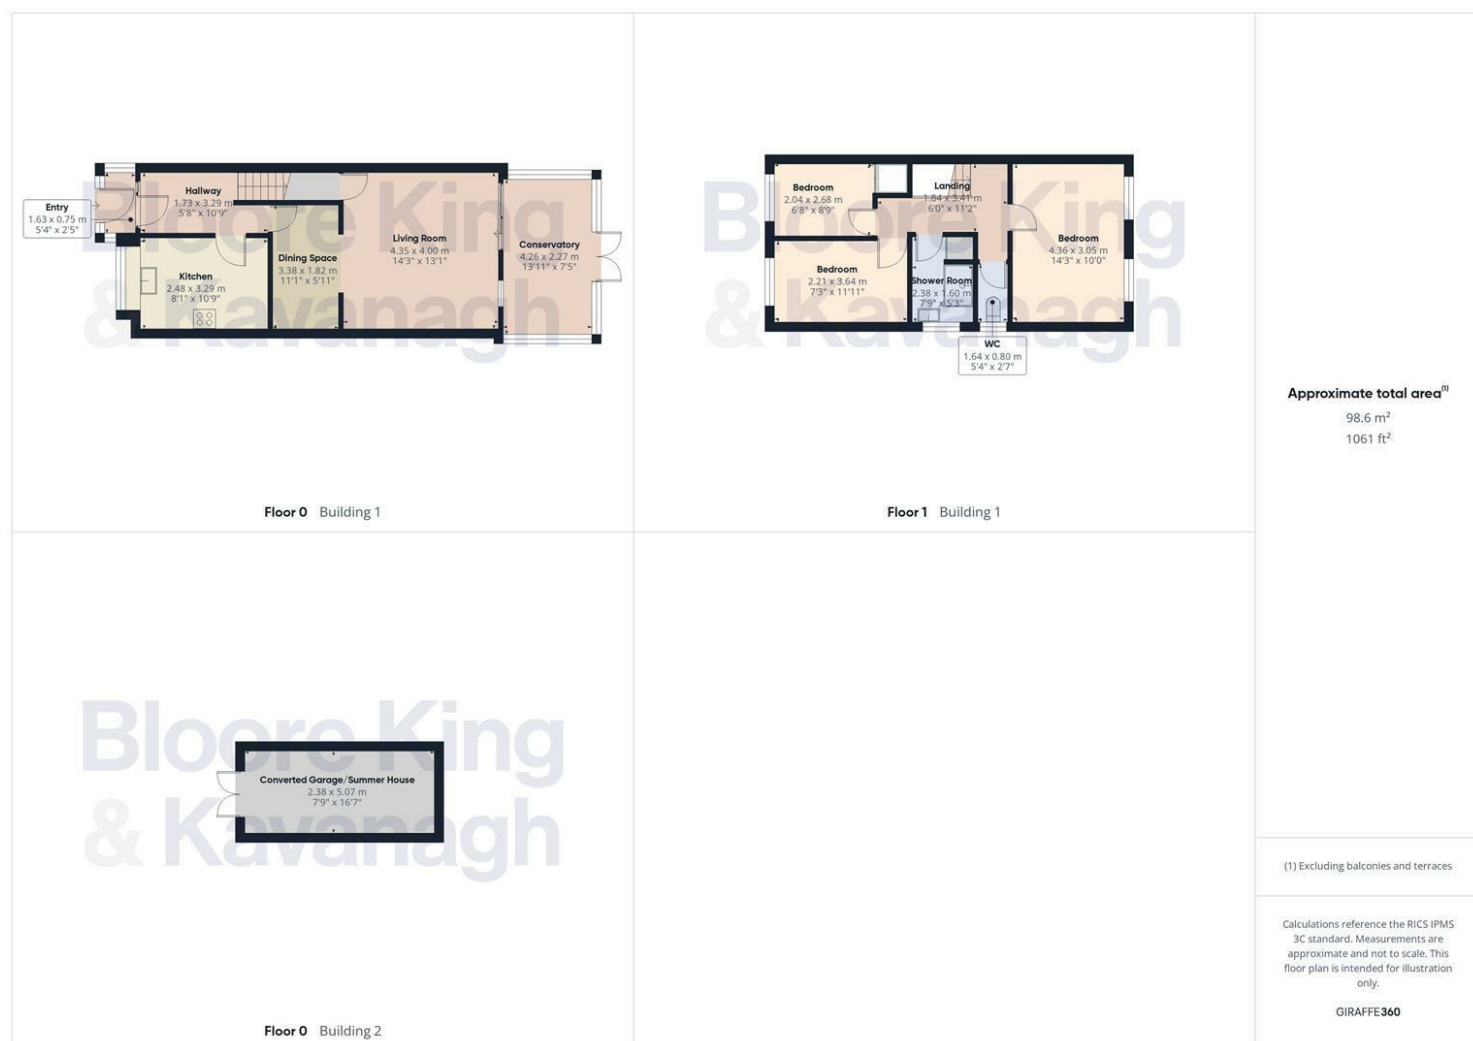 Bloore King
& Kavanagh
Entry
1.63 x 0.75 m
5'4" x 2'5"
Hallway
1.73 x 3.29 m
5'8" x 10'9"
Kitchen
2.48 x 3.29 m
8'1" x 10'9"
Dining Space
3.38 x 1.82 m
11'1" x 5'11"
Living Room
4.35 x 4.00 m
14'3" x 13'1"
Conservatory
4.26 x 2.27 m
13'11" x 7'5"
Floor 0 Building 1
Bloore King
& Kavanagh
Bedroom
2.04 x 2.68 m
6'8" x 8'9"
Landing
1.84 x 3.41 m
6'0" x 11'2"
Bedroom
4.36 x 3.05 m
14'3" x 10'0"
Bedroom
2.21 x 3.64 m
7'3" x 11'11"
Shower Room
2.38 x 1.60 m
7'9" x 5'3"
WC
1.64 x 0.80 m
5'4" x 2'7"
Floor 1 Building 1
Bloore King
& Kavanagh
Converted Garage/Summer House
2.38 x 5.07 m
7'9" x 16'7"
Floor 0 Building 2
Approximate total area(1)
98.6 m²
1061 ft²
(1) Excluding balconies and terraces
Calculations reference the RICS IPMS
3C standard. Measurements are
approximate and not to scale. This
floor plan is intended for illustration
only.
GIRAFFE360